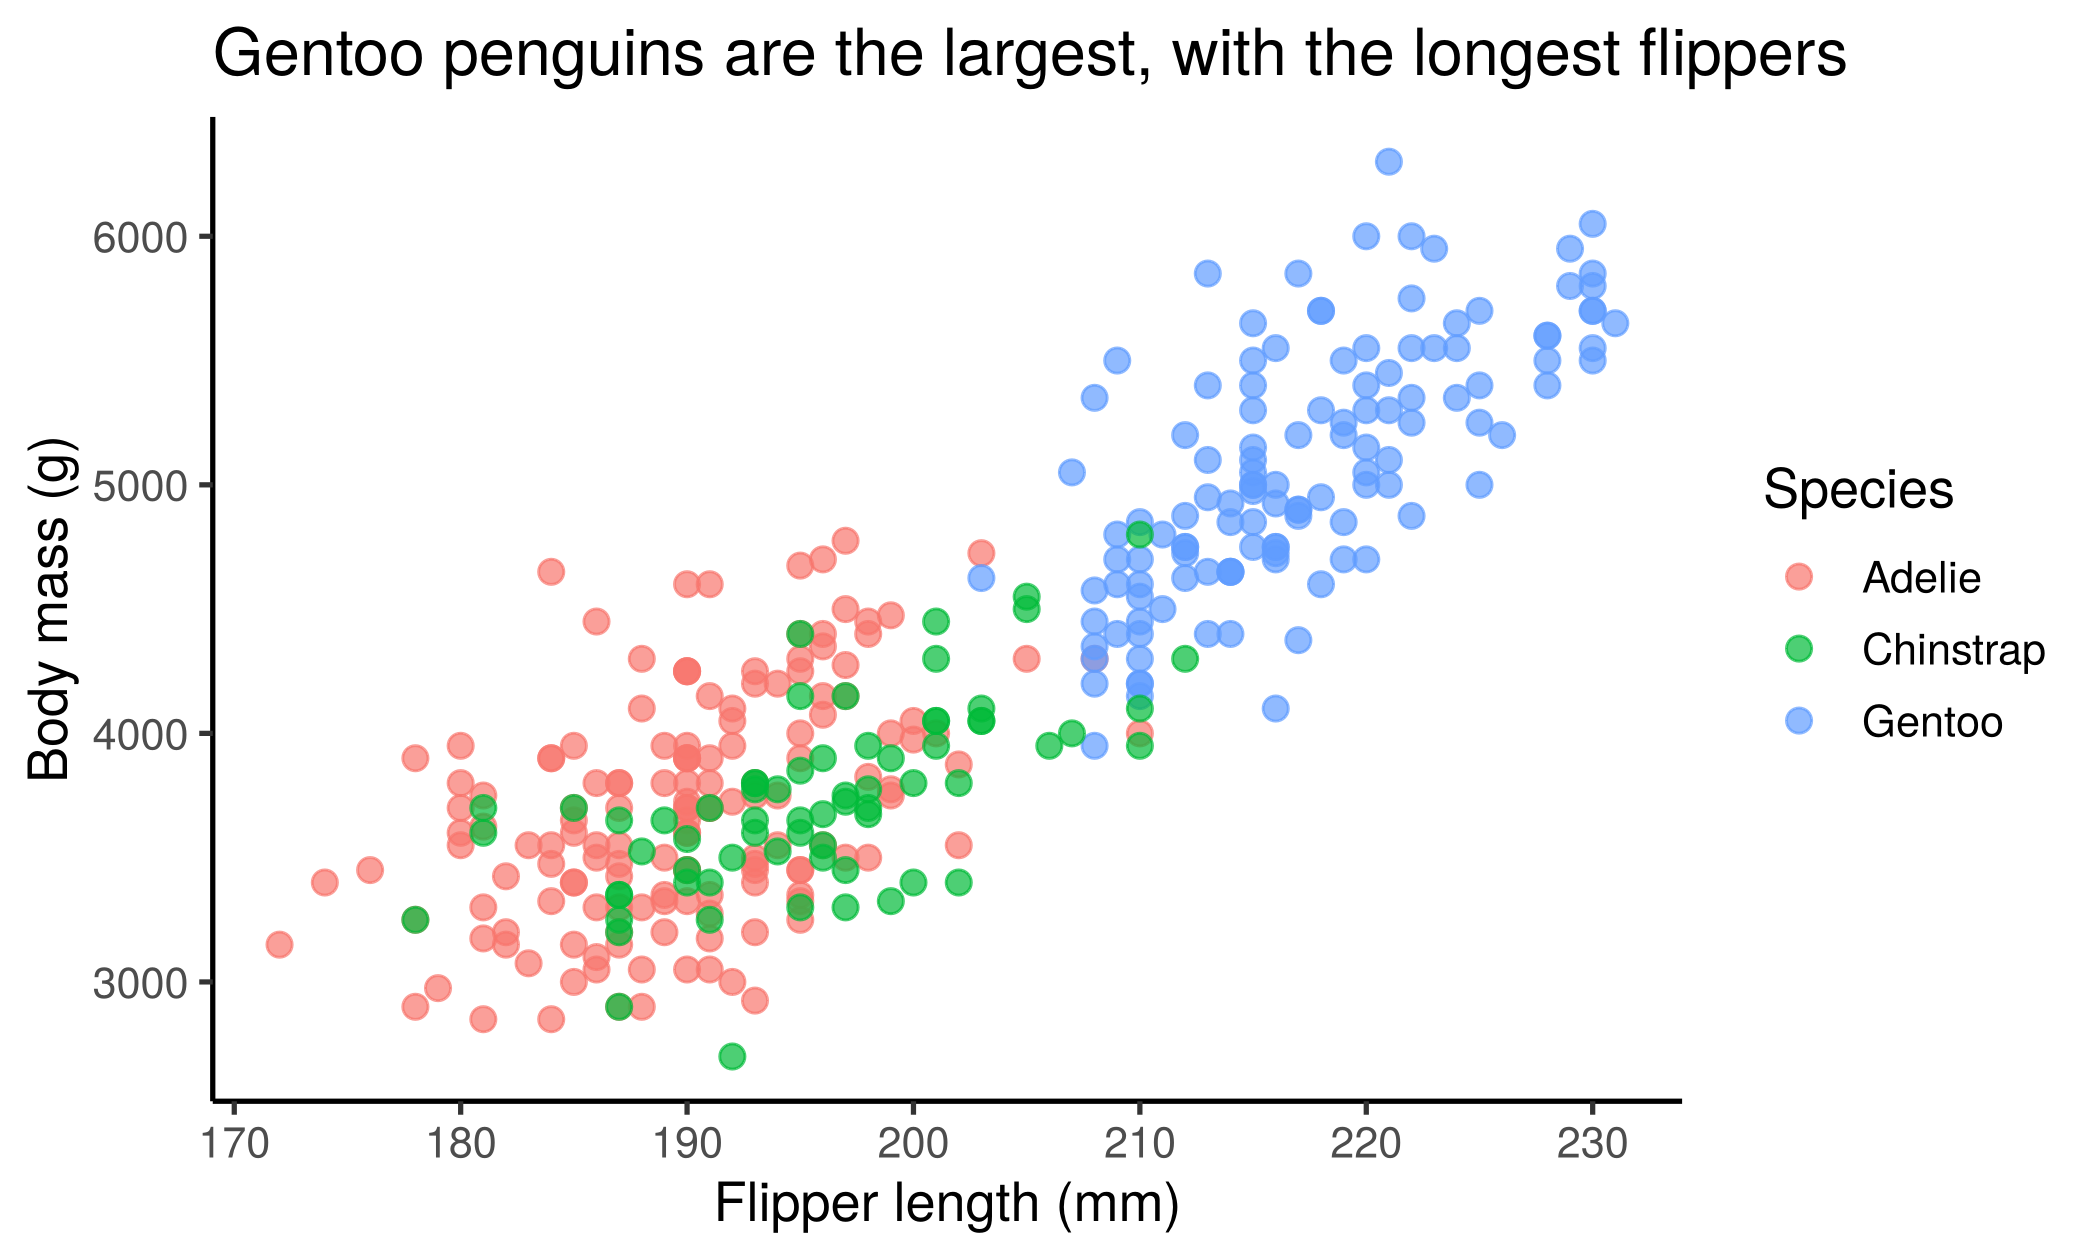 Gentoo penguins are the largest, with the longest flippers
Body mass (g)
6000
5000
4000
3000
170 180 190 200 210 220 230
Flipper length (mm)
Species
Adelie
Chinstrap
Gentoo